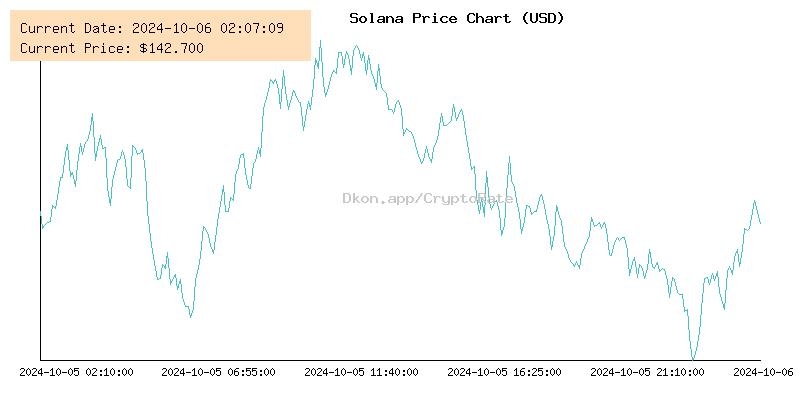 Solana Price Chart (USD)
Current Date: 2024-10-06 02:07:09
Current Price: $142.700
Dkon.app/CryptoRate
2024-10-05 02:10:00
2024-10-05 06:55:00
2024-10-05 11:40:00
2024-10-05 16:25:00
2024-10-05 21:10:00
2024-10-06